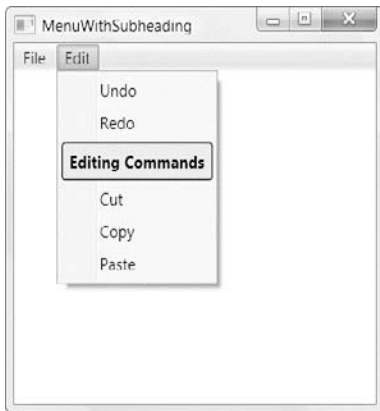 MenuWithSubheading
File Edit
Undo
Redo
Editing Commands
Cut
Copy
Paste